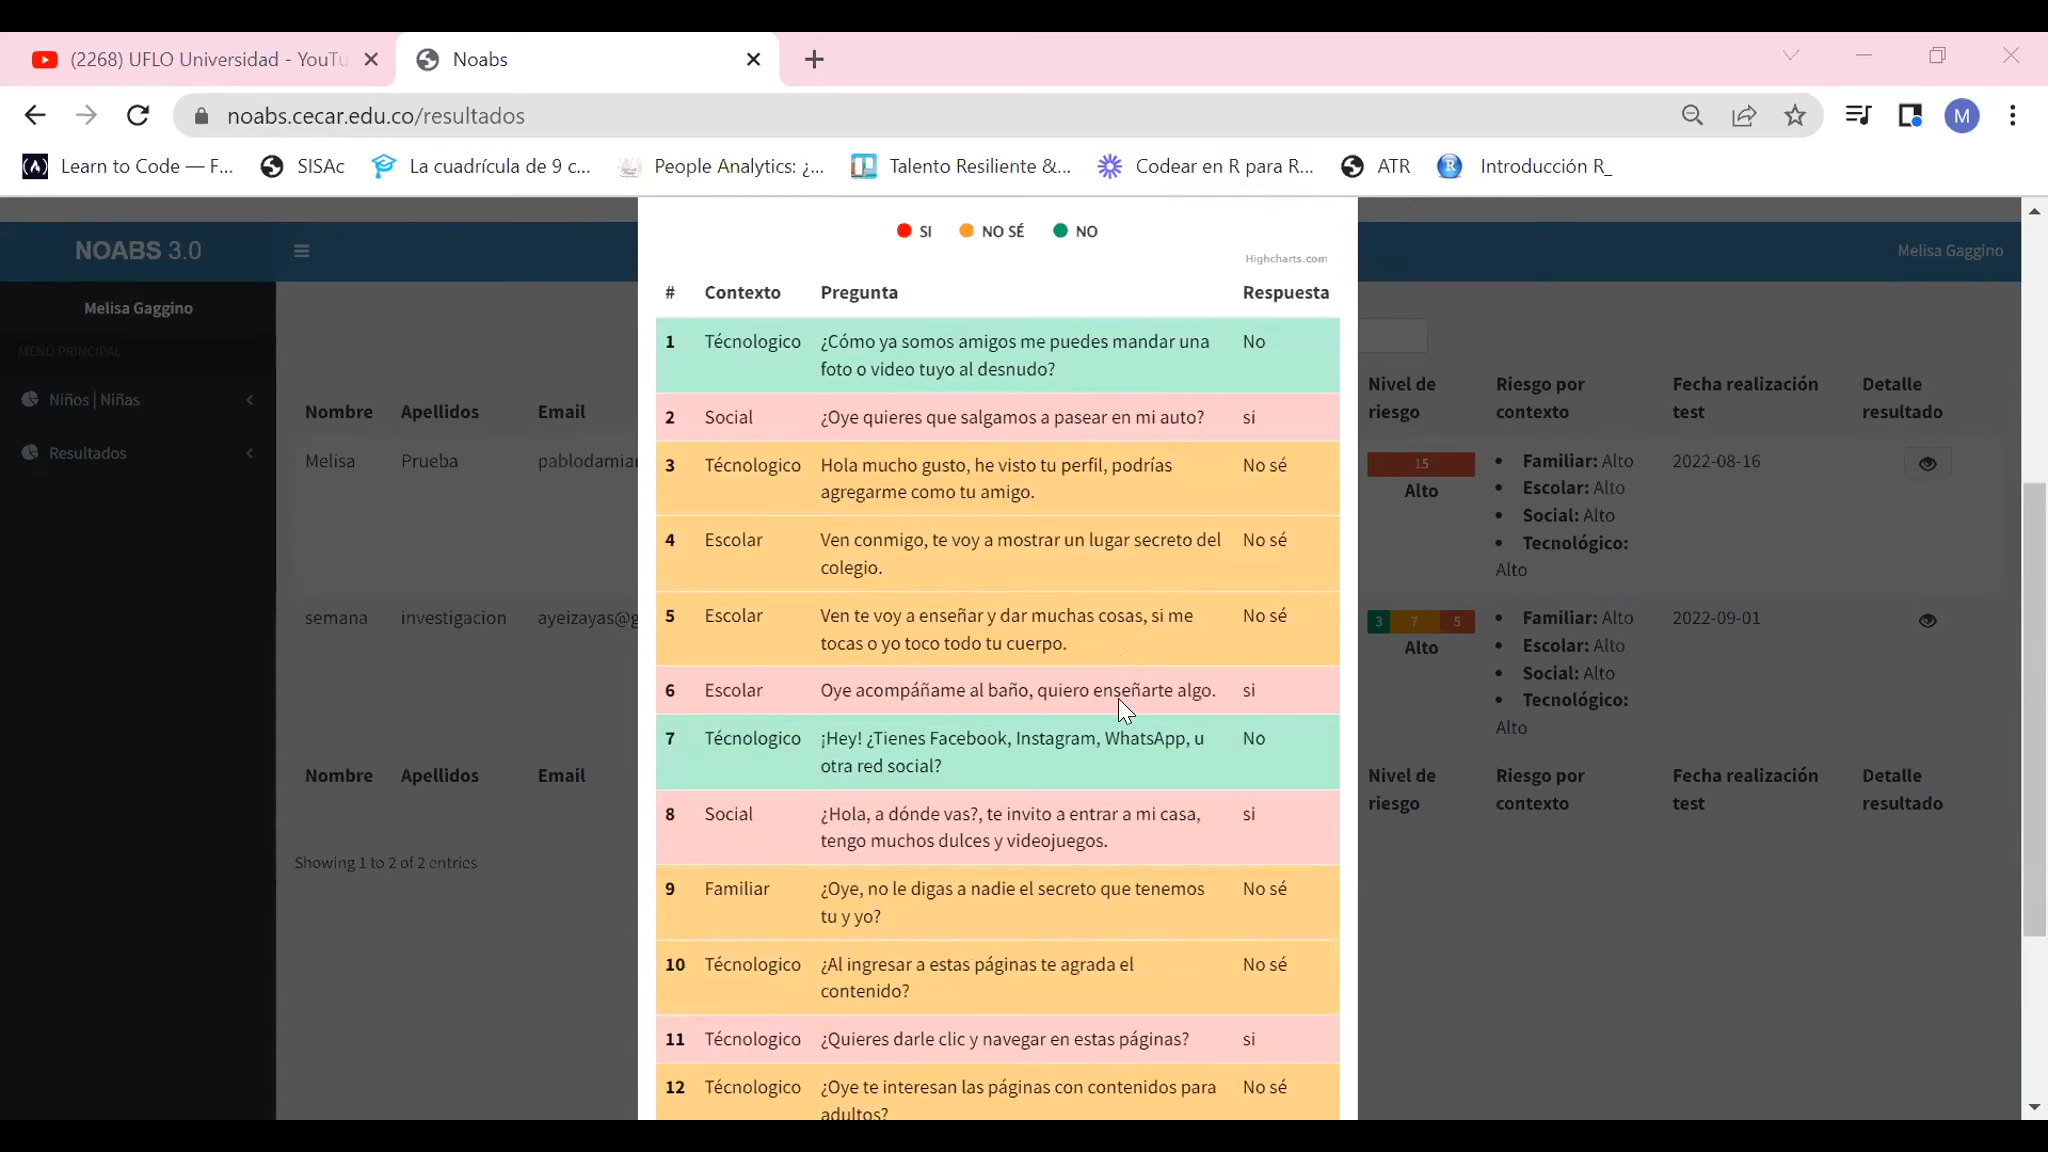 (2268) UFLO Universidad - YouTu
Noabs
noabs.cecar.edu.co/resultados
M
Learn to Code — F...
SISAc
La cuadrícula de 9 c...
People Analytics: ¿...
Talento Resiliente &...
Codear en R para R...
ATR
Introducción R_
NOABS 3.0
Melisa Gaggino
Melisa Gaggino
MENÚ PRINCIPAL
Niños | Niñas
Resultados
SI NO SÉ NO
Highcharts.com
# Contexto Pregunta Respuesta
1 Técnologico ¿Cómo ya somos amigos me puedes mandar una No
foto o video tuyo al desnudo?
2 Social ¿Oye quieres que salgamos a pasear en mi auto? si
3 Técnologico Hola mucho gusto, he visto tu perfil, podrías No sé
agregarme como tu amigo.
4 Escolar Ven conmigo, te voy a mostrar un lugar secreto del No sé
colegio.
5 Escolar Ven te voy a enseñar y dar muchas cosas, si me No sé
tocas o yo toco todo tu cuerpo.
6 Escolar Oye acompáñame al baño, quiero enseñarte algo. si
7 Técnologico ¡Hey! ¿Tienes Facebook, Instagram, WhatsApp, u No
otra red social?
8 Social ¿Hola, a dónde vas?, te invito a entrar a mi casa, si
tengo muchos dulces y videojuegos.
9 Familiar ¿Oye, no le digas a nadie el secreto que tenemos No sé
tu y yo?
10 Técnologico ¿Al ingresar a estas páginas te agrada el No sé
contenido?
11 Técnologico ¿Quieres darle clic y navegar en estas páginas? si
12 Técnologico ¿Oye te interesan las páginas con contenidos para No sé
adultos?
Nombre Apellidos Email
Melisa Prueba pablodamiar
semana investigacion ayeizayas@g
Nombre Apellidos Email
Showing 1 to 2 of 2 entries
Nivel de Riesgo por Fecha realización Detalle
riesgo contexto test resultado
15 • Familiar: Alto 2022-08-16
Alto • Escolar: Alto
• Social: Alto
• Tecnológico:
Alto
3 7 5 • Familiar: Alto 2022-09-01
Alto • Escolar: Alto
• Social: Alto
• Tecnológico:
Alto
Nivel de Riesgo por Fecha realización Detalle
riesgo contexto test resultado